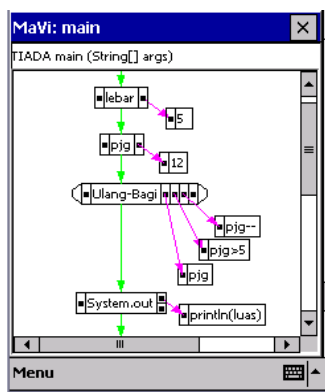 MaVi: main
TIADA main (String[] args)
lebar
5
pjg
12
Ulang-Bagi
pjg--
pjg>5
pjg
System.out
println(luas)
Menu